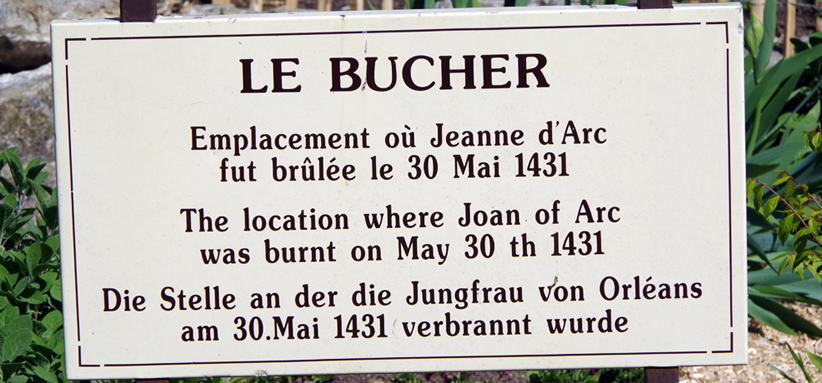 LE BUCHER
Emplacement où Jeanne d'Arc
fut brûlée le 30 Mai 1431
The location where Joan of Arc
was burnt on May 30 th 1431
Die Stelle an der die Jungfrau von Orléans
am 30.Mai 1431 verbrannt wurde